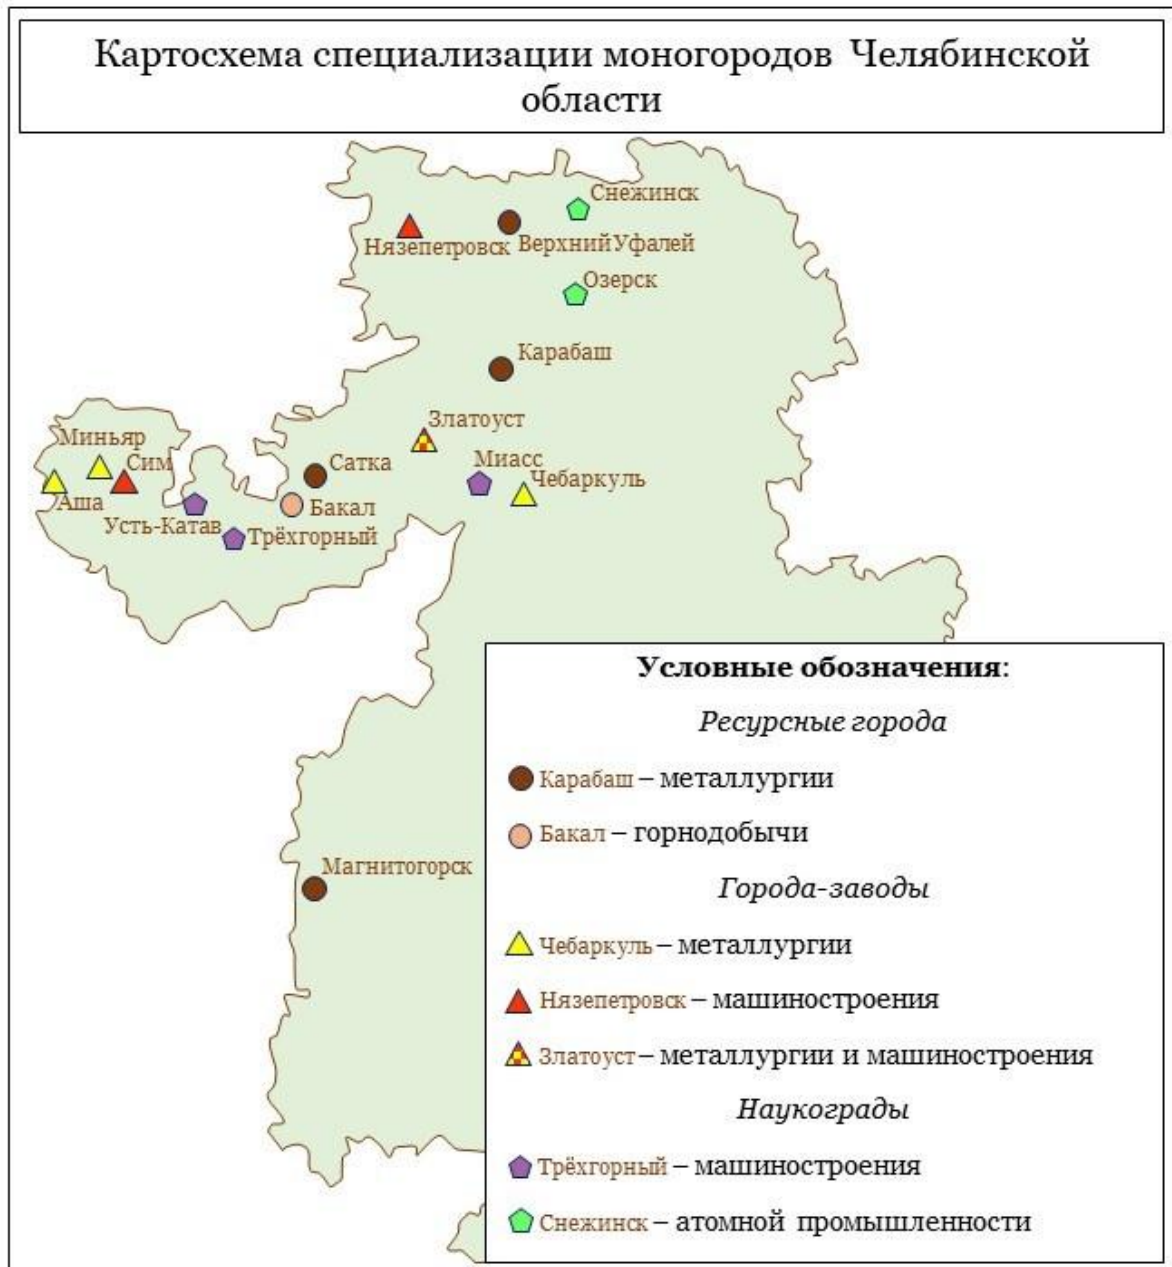 Картосхема специализации моногородов Челябинской
области
Снежинск
Нязепетровск
Верхний Уфалей
Озерск
Карабаш
Златоуст
Миньяр
Сим
Сатка
Миасс
Чебаркуль
Аша
Усть-Катав
Бакал
Трёхгорный
Магнитогорск
Условные обозначения:
Ресурсные города
Карабаш – металлургии
Бакал – горнодобычи
Города-заводы
Чебаркуль – металлургии
Нязепетровск – машиностроения
Златоуст – металлургии и машиностроения
Наукограды
Трёхгорный – машиностроения
Снежинск – атомной промышленности